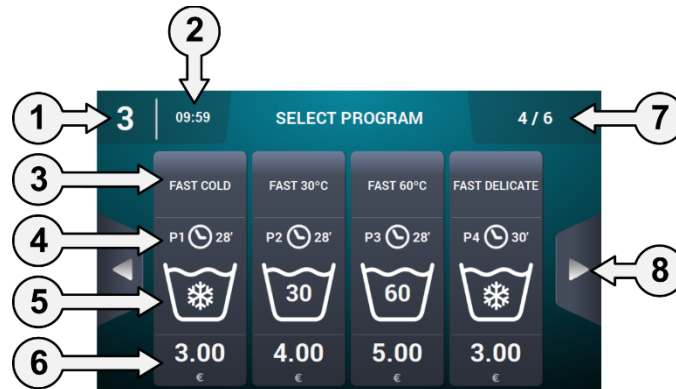 2
1
3
09:59
SELECT PROGRAM
4 / 6
7
3
FAST COLD
FAST 30ºC
FAST 60ºC
FAST DELICATE
4
P1 28'
P2 28'
P3 28'
P4 30'
5
30
60
8
6
3.00
4.00
5.00
3.00
€
€
€
€